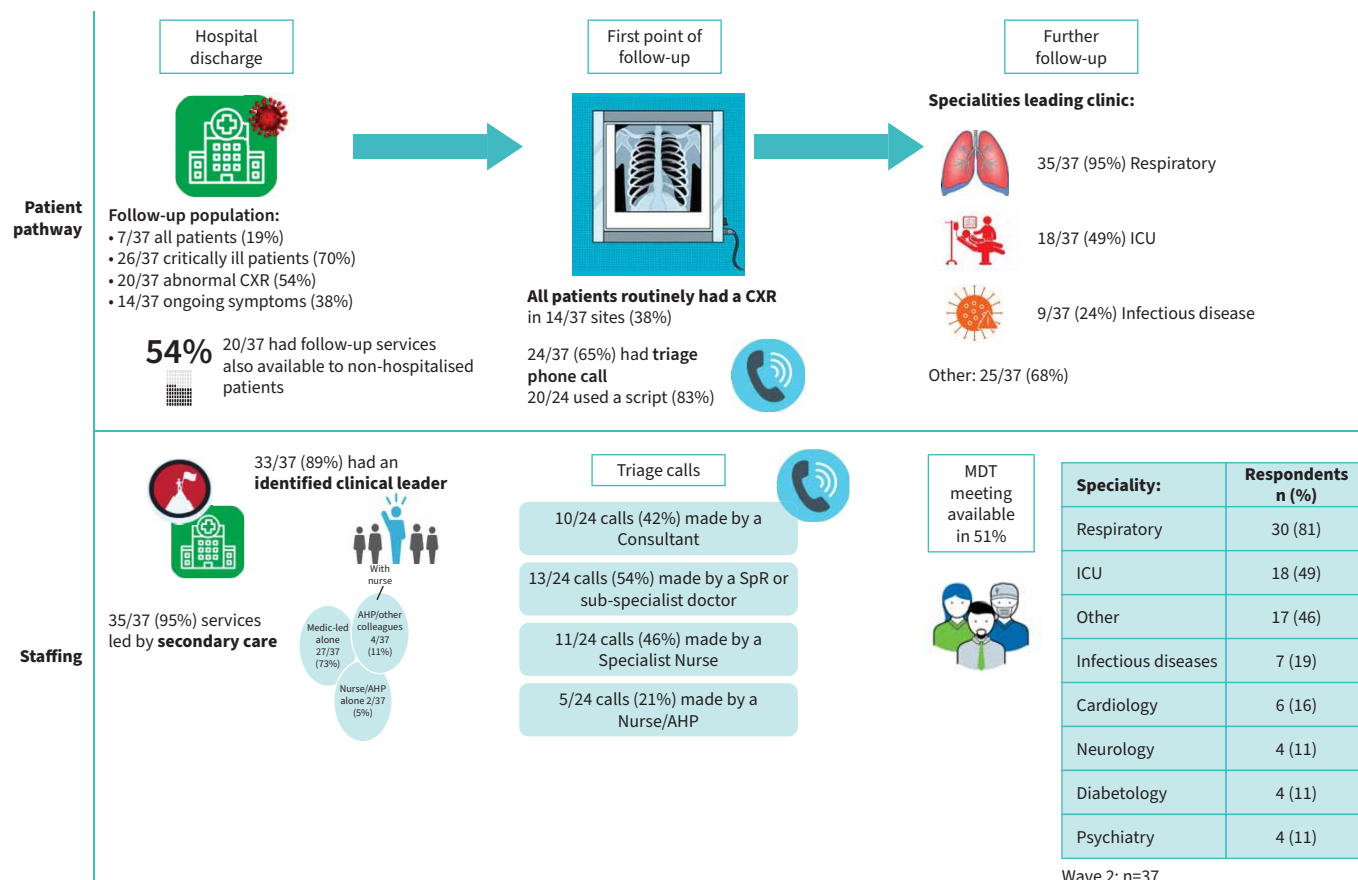 Patient
pathway
Hospital
discharge
Follow-up population:
• 7/37 all patients (19%)
• 26/37 critically ill patients (70%)
• 20/37 abnormal CXR (54%)
• 14/37 ongoing symptoms (38%)
54%
20/37 had follow-up services
also available to non-hospitalised
patients
First point of
follow-up
All patients routinely had a CXR
in 14/37 sites (38%)
24/37 (65%) had triage
phone call
20/24 used a script (83%)
Further
follow-up
Specialities leading clinic:
35/37 (95%) Respiratory
18/37 (49%) ICU
9/37 (24%) Infectious disease
Other: 25/37 (68%)
Staffing
33/37 (89%) had an
identified clinical leader
35/37 (95%) services
led by secondary care
With
nurse
AHP/other
colleagues
4/37
(11%)
Medic-led
alone
27/37
(73%)
Nurse/AHP
alone 2/37
(5%)
Triage calls
10/24 calls (42%) made by a
Consultant
13/24 calls (54%) made by a SpR or
sub-specialist doctor
11/24 calls (46%) made by a
Specialist Nurse
5/24 calls (21%) made by a
Nurse/AHP
MDT
meeting
available
in 51%
Speciality: Respondents
n (%)
Respiratory 30 (81)
ICU 18 (49)
Other 17 (46)
Infectious diseases 7 (19)
Cardiology 6 (16)
Neurology 4 (11)
Diabetology 4 (11)
Psychiatry 4 (11)
Wave 2: n=37